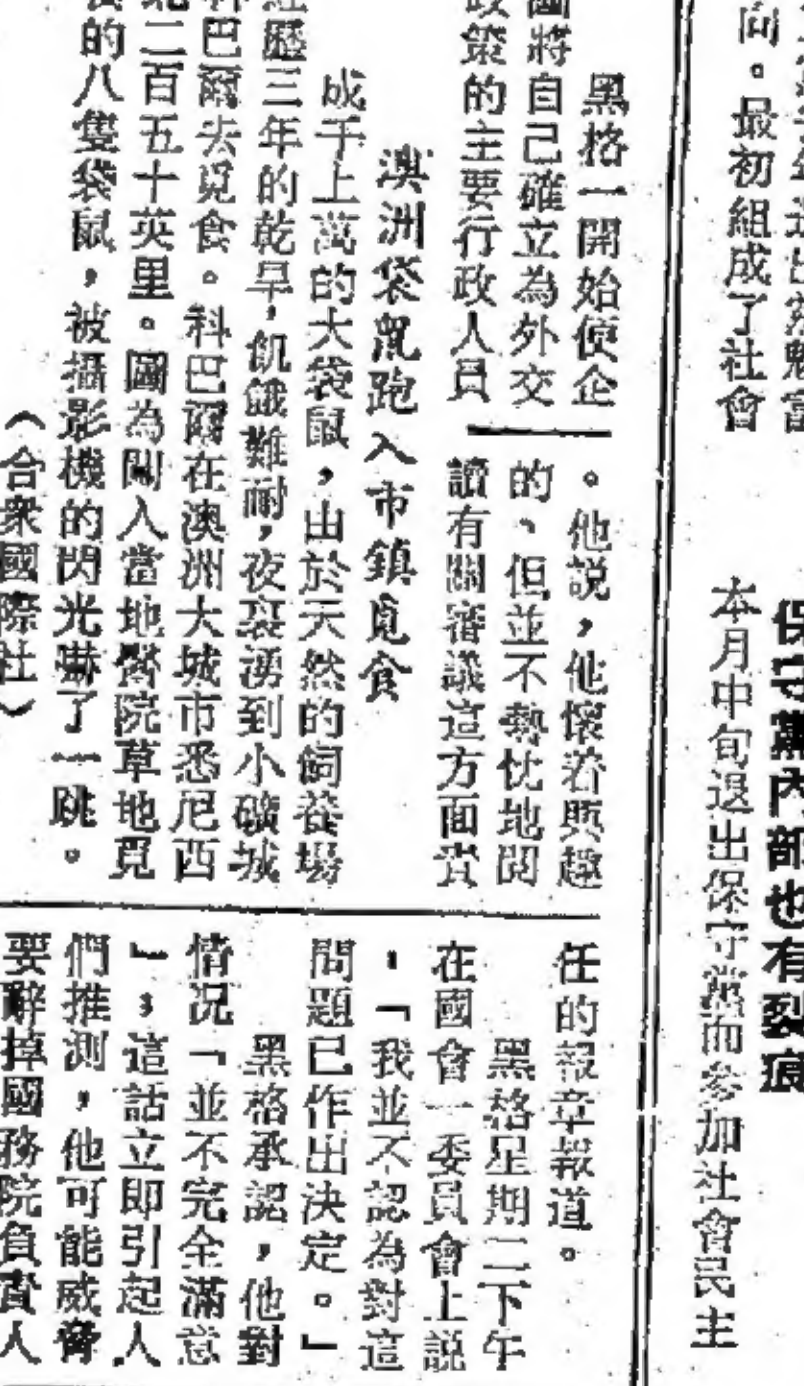 向。最初組成了社會
保守黨內部也有裂痕
本月中旬退出保守黨而參加社會民主
黑格一開始便企
圖將自己確立為外交
政策的主要行政人員
。他説，他懷着興趣
的、但並不熱忱地閱
讀有關審議這方面責
任的報章報道。
黑格星期二下午
在國會一委員會上説
，「我並不認為對這
問題已作出決定。」
黑格承認，他對
情况「並不完全滿意
」，這話立即引起人
們推測，他可能威脅
要辭掉國務院負責人
澳洲袋鼠跑入市鎮覓食
成千上萬的大袋鼠，由於天然的飼養場
經歷三年的乾旱，飢餓難耐，夜裏湧到小礦城
科巴爾去覓食。科巴爾在澳洲大城市悉尼西
北二百五十英里。圖為闖入當地醫院草地覓
食的八隻袋鼠，被攝影機的閃光嚇了一跳。
（合衆國際社）